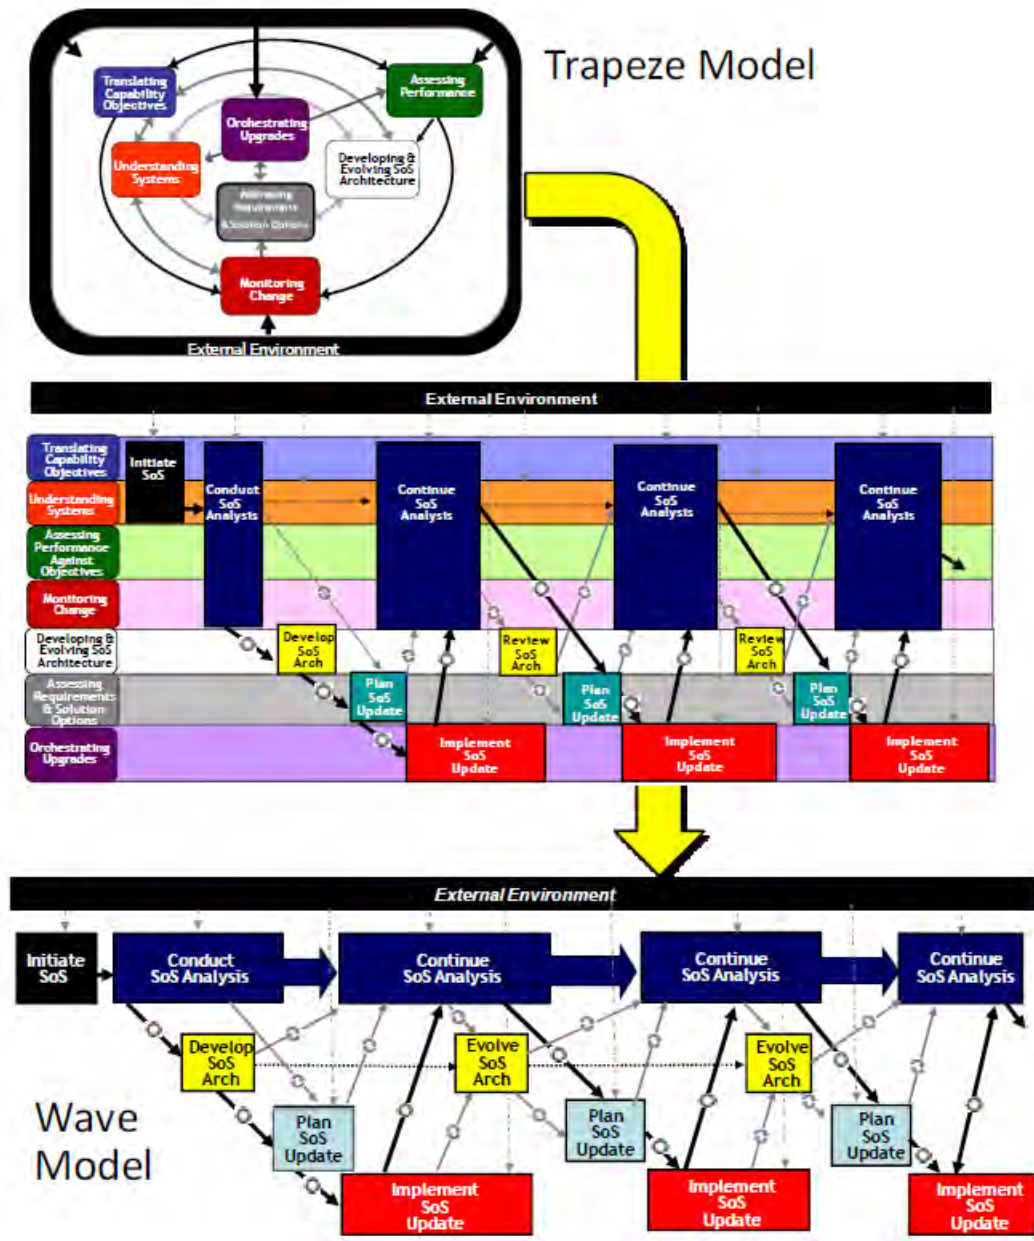 Trapeze Model
Translating
Capability
Objectives
Assessing
Performance
Orchestrating
Upgrades
Understanding
Systems
Developing &
Evolving SoS
Architecture
Addressing
Requirements
& Solution Options
Monitoring
Change
External Environment
External Environment
Translating
Capability
Objectives
Understanding
Systems
Assessing
Performance
Against
Objectives
Monitoring
Change
Developing &
Evolving SoS
Architecture
Assessing
Requirements
& Solution
Options
Orchestrating
Upgrades
Initiate
SoS
Conduct
SoS
Analysis
Continue
SoS
Analysis
Continue
SoS
Analysis
Continue
SoS
Analysis
Develop
SoS
Arch
Review
SoS
Arch
Review
SoS
Arch
Plan
SoS
Update
Plan
SoS
Update
Plan
SoS
Update
Implement
SoS
Update
Implement
SoS
Update
Implement
SoS
Update
External Environment
Initiate
SoS
Conduct
SoS Analysis
Continue
SoS Analysis
Continue
SoS Analysis
Continue
SoS Analysis
Develop
SoS
Arch
Evolve
SoS
Arch
Evolve
SoS
Arch
Wave
Model
Plan
SoS
Update
Plan
SoS
Update
Plan
SoS
Update
Implement
SoS
Update
Implement
SoS
Update
Implement
SoS
Update